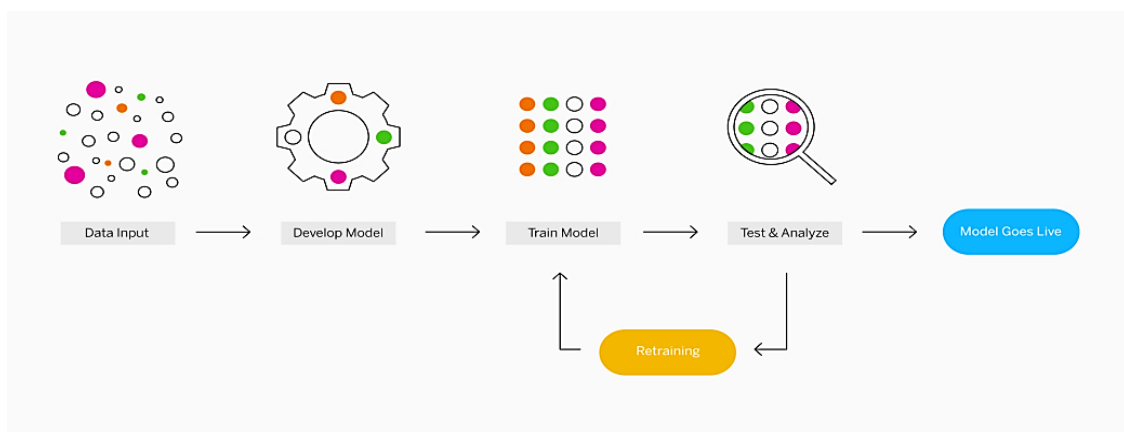 Data Input
Develop Model
Train Model
Test & Analyze
Model Goes Live
Retraining